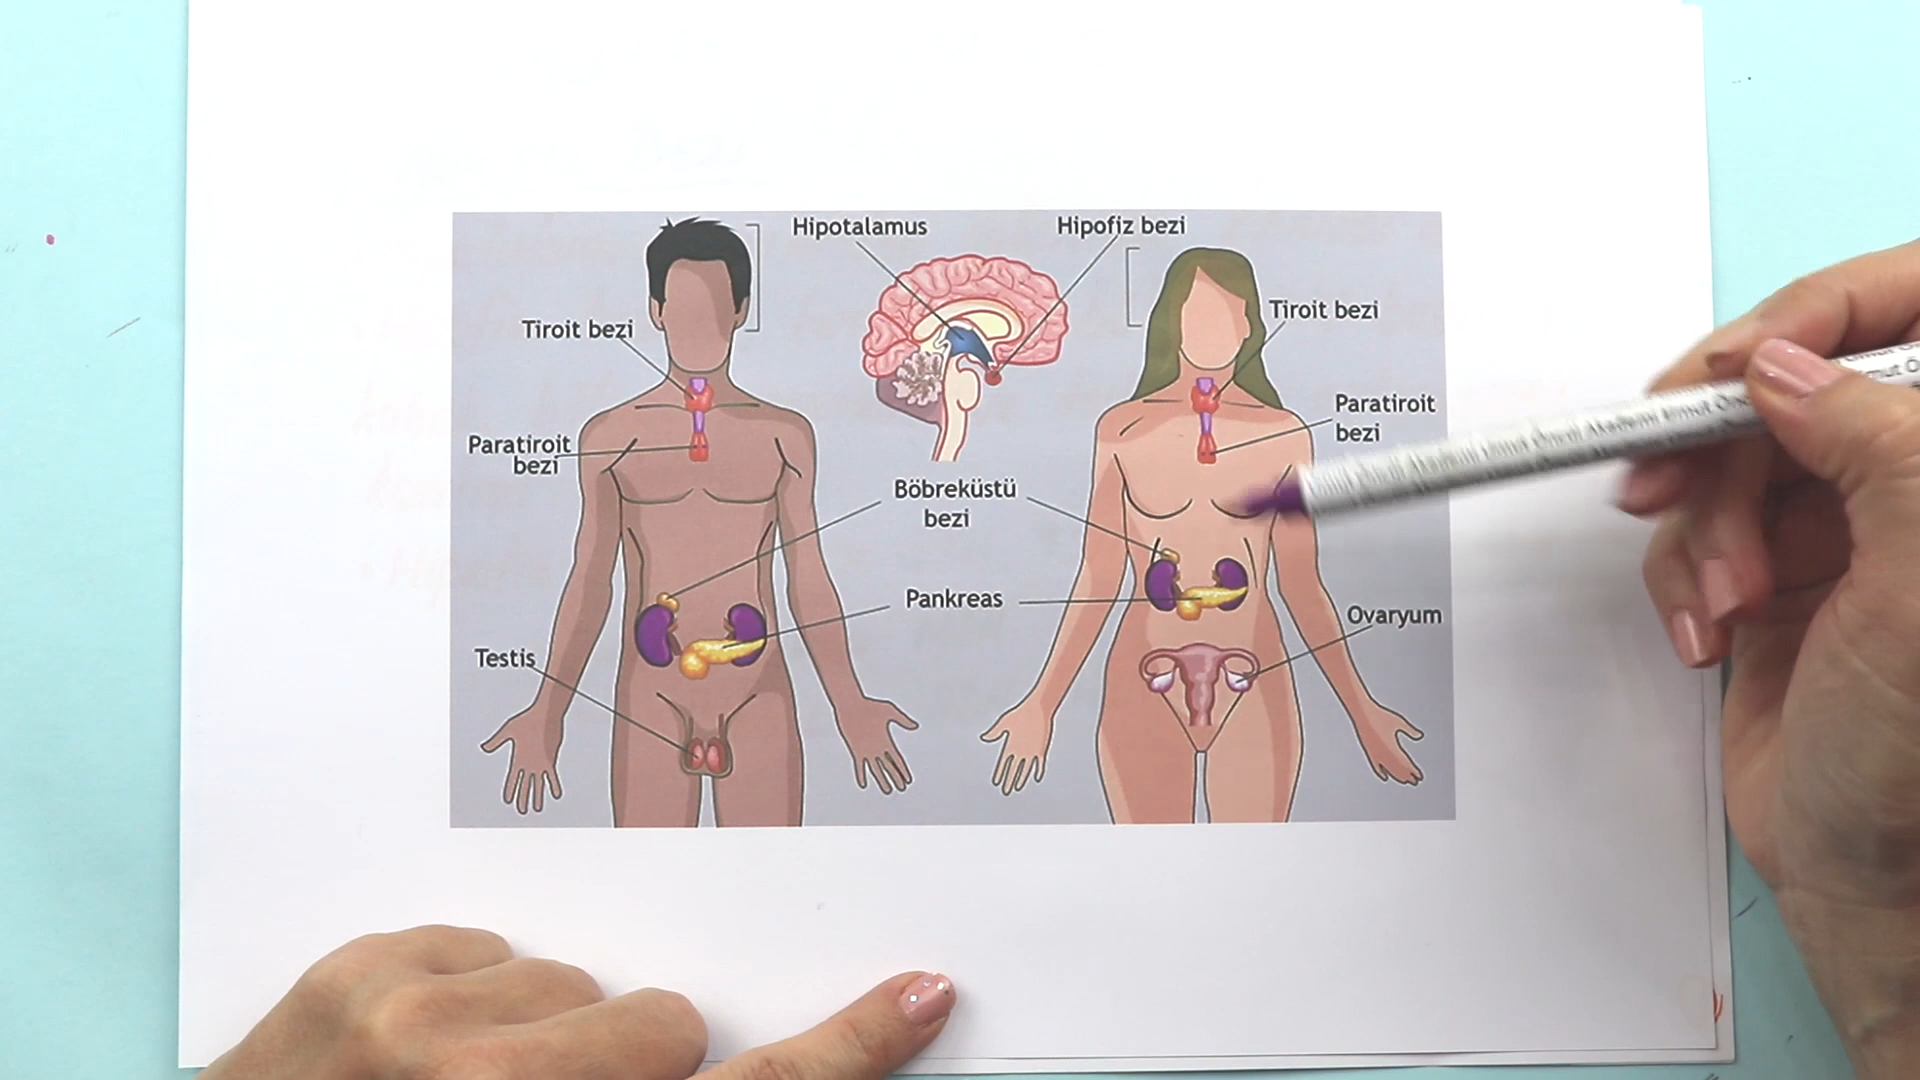 Hipotalamus
Hipofiz bezi
Tiroit bezi
Tiroit bezi
Paratiroit
bezi
Paratiroit
bezi
Böbreküstü
bezi
Pankreas
Ovaryum
Testis